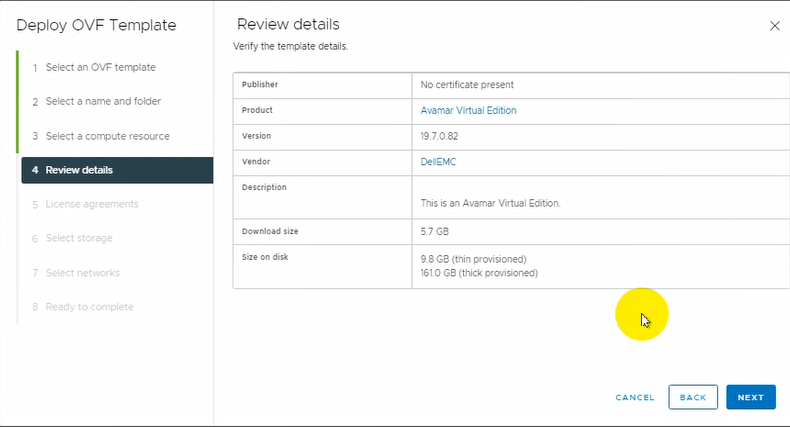 Deploy OVF Template
1 Select an OVF template
2 Select a name and folder
3 Select a compute resource
4 Review details
5 License agreements
6 Select storage
7 Select networks
8 Ready to complete
Review details
Verify the template details.
Publisher No certificate present
Product Avamar Virtual Edition
Version 19.7.0.82
Vendor DellEMC
Description
This is an Avamar Virtual Edition.
Download size 5.7 GB
Size on disk 9.8 GB (thin provisioned)
161.0 GB (thick provisioned)
CANCEL BACK NEXT